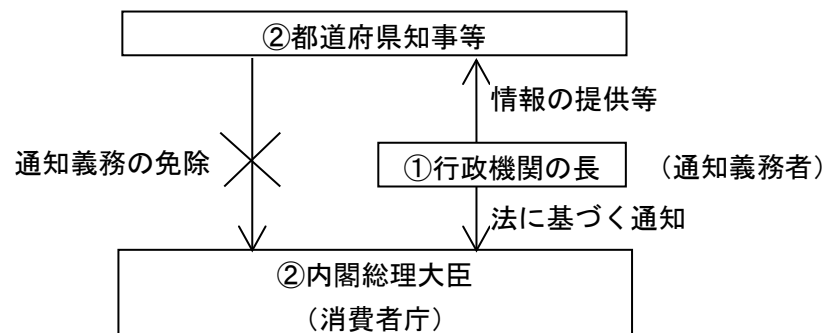 ②都道府県知事等
情報の提供等
通知義務の免除
①行政機関の長
（通知義務者）
法に基づく通知
②内閣総理大臣
（消費者庁）